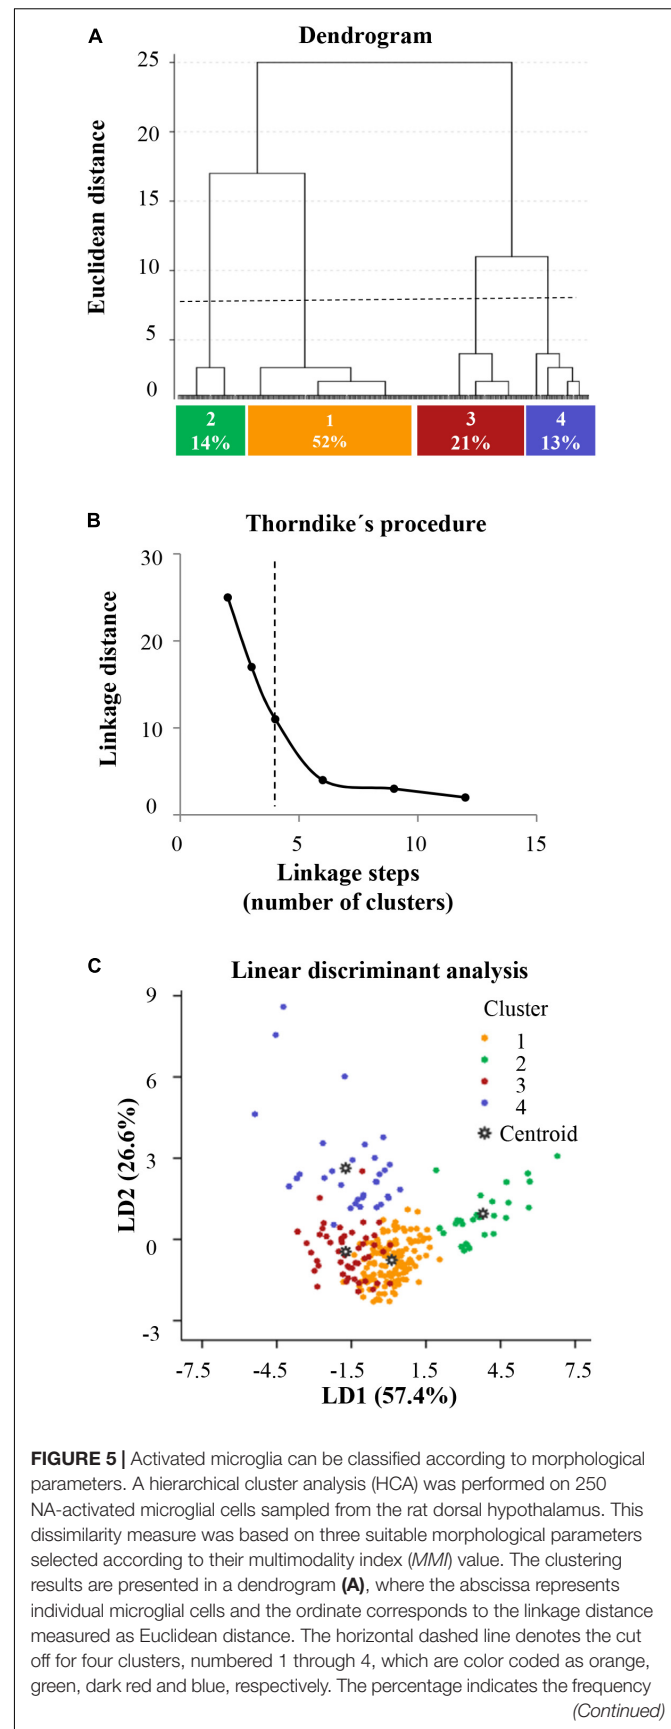 A
Dendrogram
25
20
15
10
5
0
Euclidean distance
2
14%
1
52%
3
21%
4
13%
B
Thorndike´s procedure
30
20
10
0
Linkage distance
0 5 10 15
Linkage steps
(number of clusters)
C
Linear discriminant analysis
9
6
3
0
-3
LD2 (26.6%)
Cluster
1
2
3
4
Centroid
-7.5 -4.5 -1.5 1.5 4.5 7.5
LD1 (57.4%)
FIGURE 5 | Activated microglia can be classified according to morphological
parameters. A hierarchical cluster analysis (HCA) was performed on 250
NA-activated microglial cells sampled from the rat dorsal hypothalamus. This
dissimilarity measure was based on three suitable morphological parameters
selected according to their multimodality index (MMI) value. The clustering
results are presented in a dendrogram (A), where the abscissa represents
individual microglial cells and the ordinate corresponds to the linkage distance
measured as Euclidean distance. The horizontal dashed line denotes the cut
off for four clusters, numbered 1 through 4, which are color coded as orange,
green, dark red and blue, respectively. The percentage indicates the frequency
(Continued)